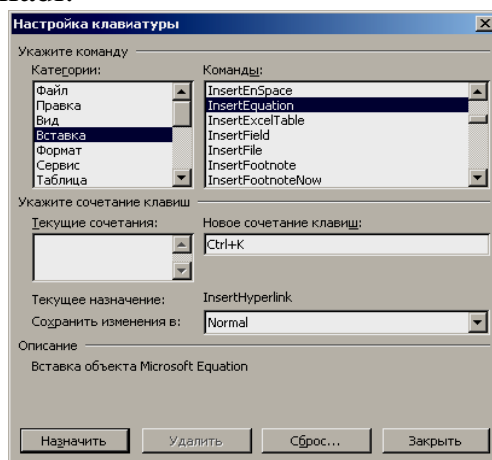 Настройка клавиатуры
Укажите команду
Категории:
Команды:
Файл
Правка
Вид
Вставка
Формат
Сервис
Таблица
InsertEnSpace
InsertEquation
InsertExcelTable
InsertField
InsertFile
InsertFootnote
InsertFootnoteNow
Укажите сочетание клавиш
Текущие сочетания:
Новое сочетание клавиш:
Ctrl+K
Текущее назначение:
InsertHyperlink
Сохранить изменения в:
Normal
Описание
Вставка объекта Microsoft Equation
Назначить
Удалить
Сброс...
Закрыть